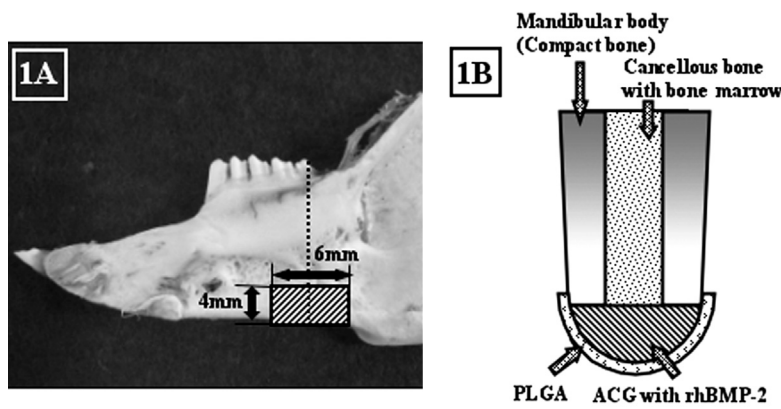 1A
6mm
4mm
1B
Mandibular body
(Compact bone)
Cancellous bone
with bone marrow
PLGA
ACG with rhBMP-2